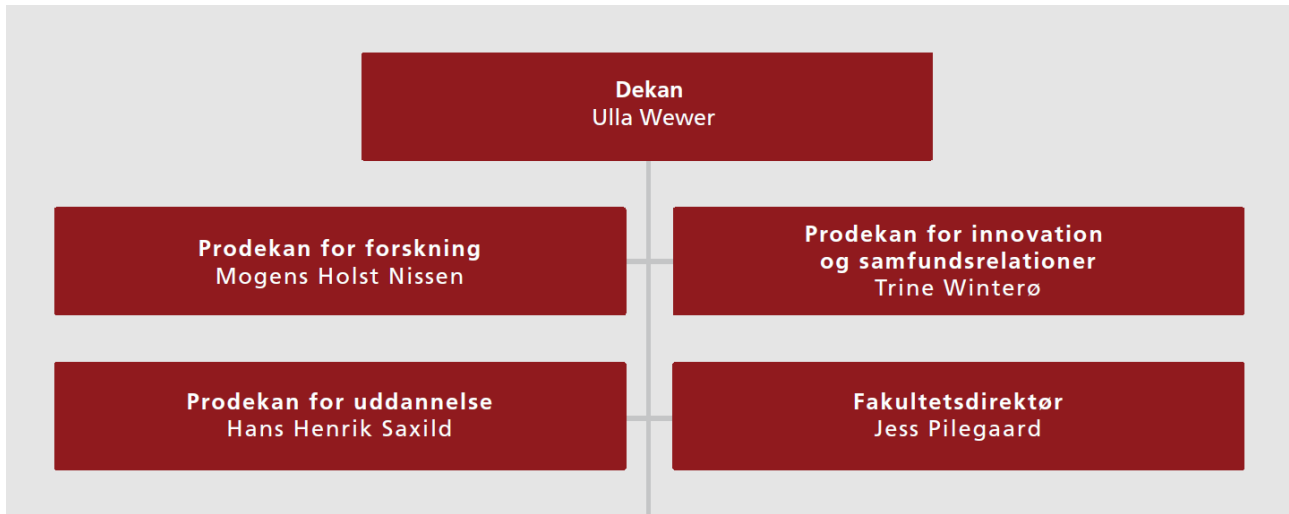 Dekan
Ulla Wewer
Prodekan for forskning
Mogens Holst Nissen
Prodekan for innovation
og samfundsrelationer
Trine Winterø
Prodekan for uddannelse
Hans Henrik Saxild
Fakultetsdirektør
Jess Pilegaard